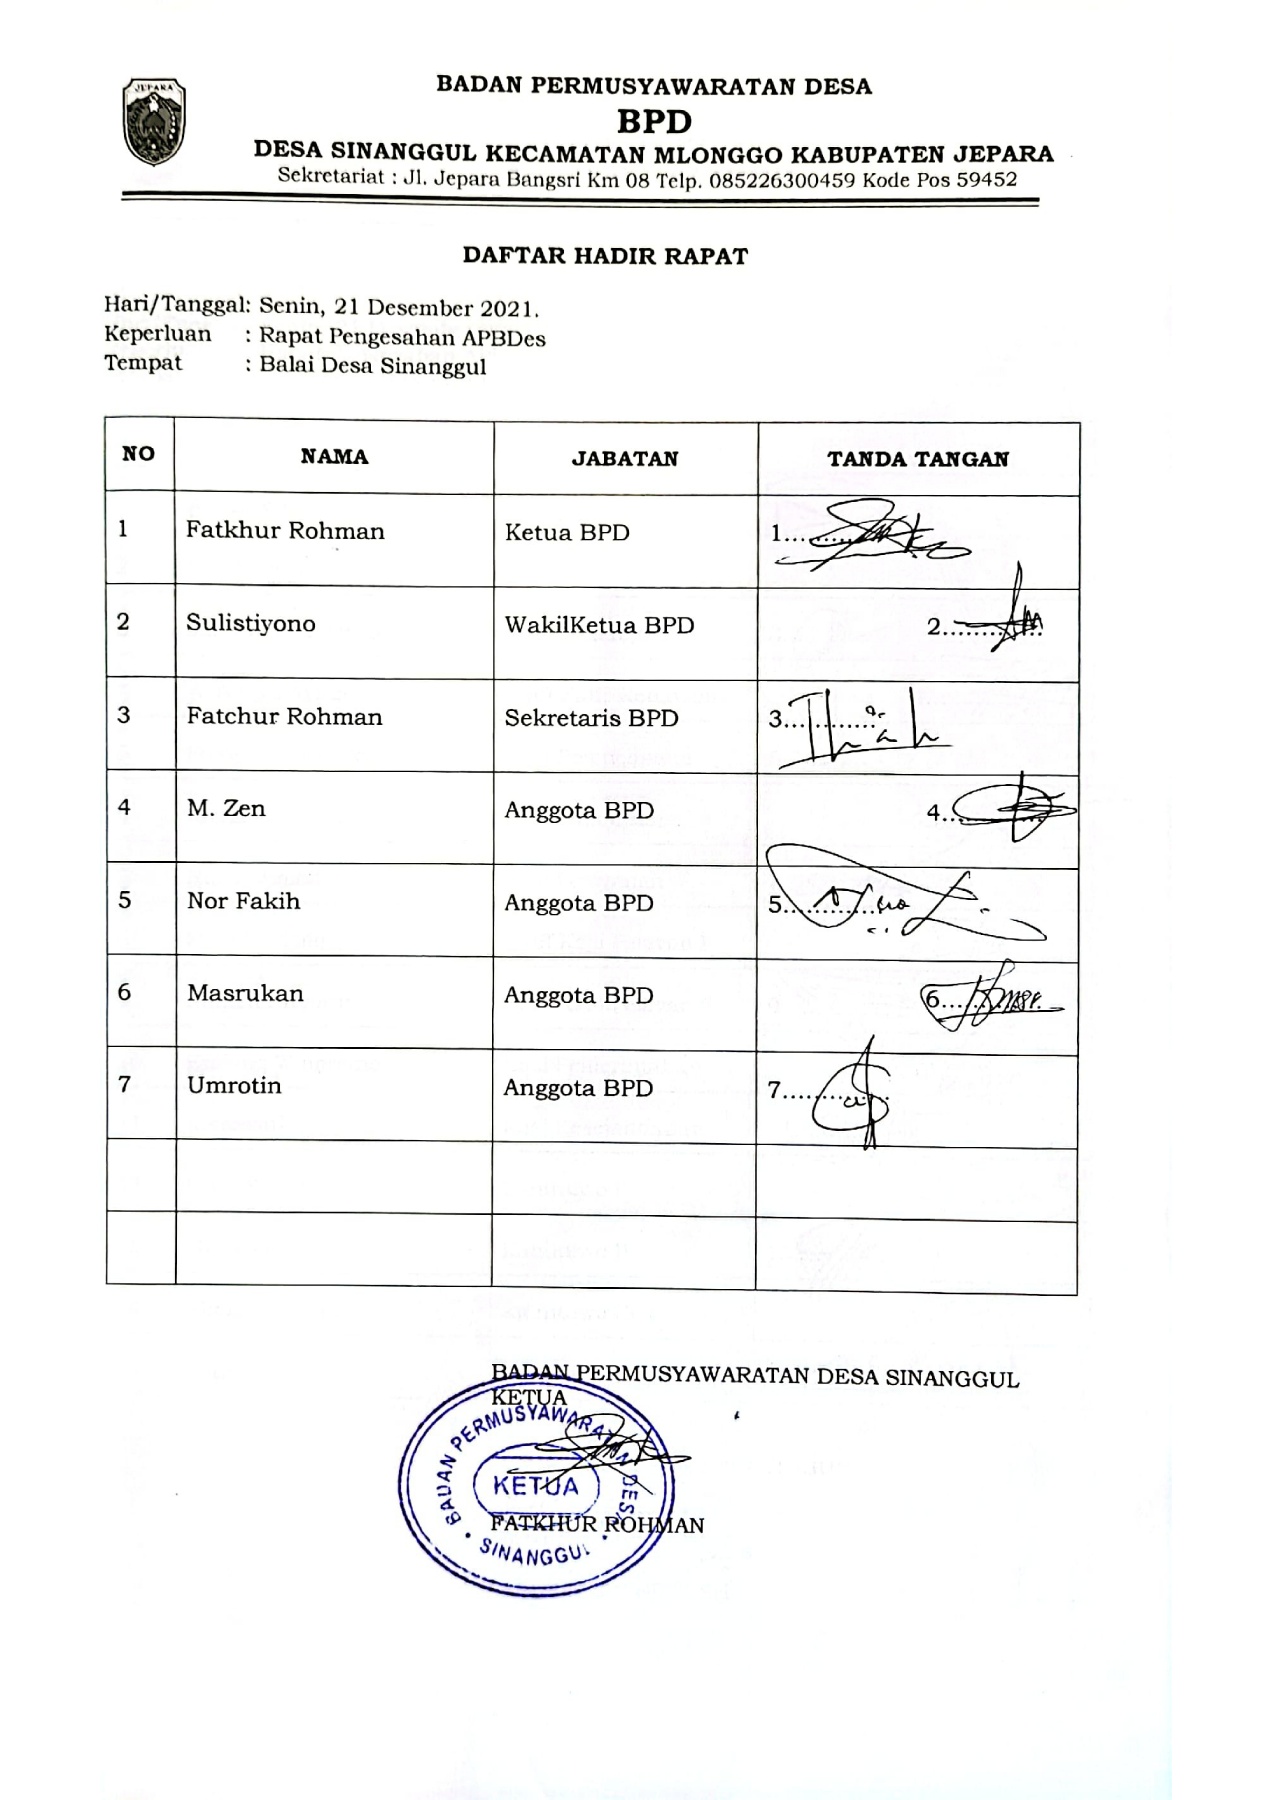 JEPARA
BADAN PERMUSYAWARATAN DESA
BPD
DESA SINANGGUL KECAMATAN MLONGGO KABUPATEN JEPARA
Sekretariat : Jl. Jepara Bangsri Km 08 Telp. 085226300459 Kode Pos 59452
DAFTAR HADIR RAPAT
Hari/Tanggal: Senin, 21 Desember 2021.
Keperluan : Rapat Pengesahan APBDes
Tempat : Balai Desa Sinanggul
NO NAMA JABATAN TANDA TANGAN
1 Fatkhur Rohman Ketua BPD 1...........
2 Sulistiyono WakilKetua BPD 2...........
3 Fatchur Rohman Sekretaris BPD 3...........
4 M. Zen Anggota BPD 4...........
5 Nor Fakih Anggota BPD 5...........
6 Masrukan Anggota BPD 6...........
7 Umrotin Anggota BPD 7...........
BADAN PERMUSYAWARATAN DESA SINANGGUL
KETUA
BADAN PERMUSYAWARATAN DESA
KETUA
SINANGGUL
FATKHUR ROHMAN